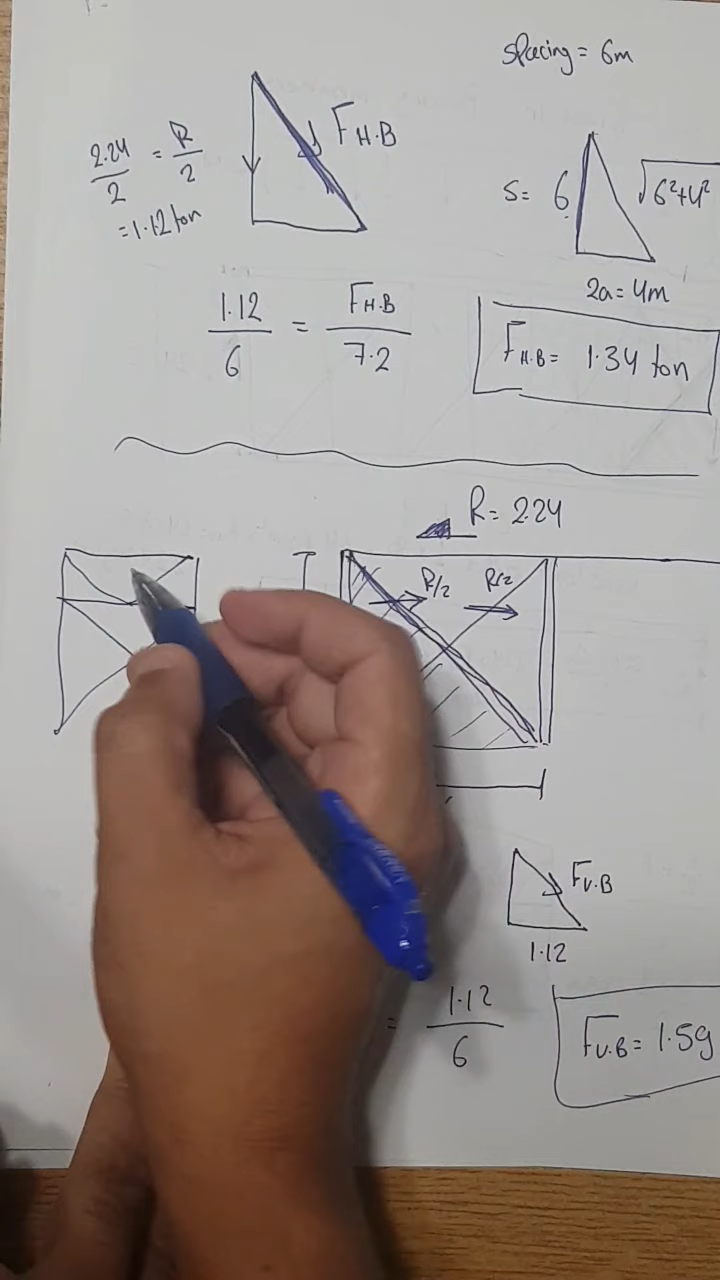 spacing = 6m
2.24/2 = R/2
= 1.12 ton
F H.B
S = 6
√6²+4²
2a = 4m
1.12/6 = F H.B/7.2
F H.B = 1.34 ton
R = 2.24
R/2 R/2
F V.B
1.12
= 1.12/6
F V.B = 1.59